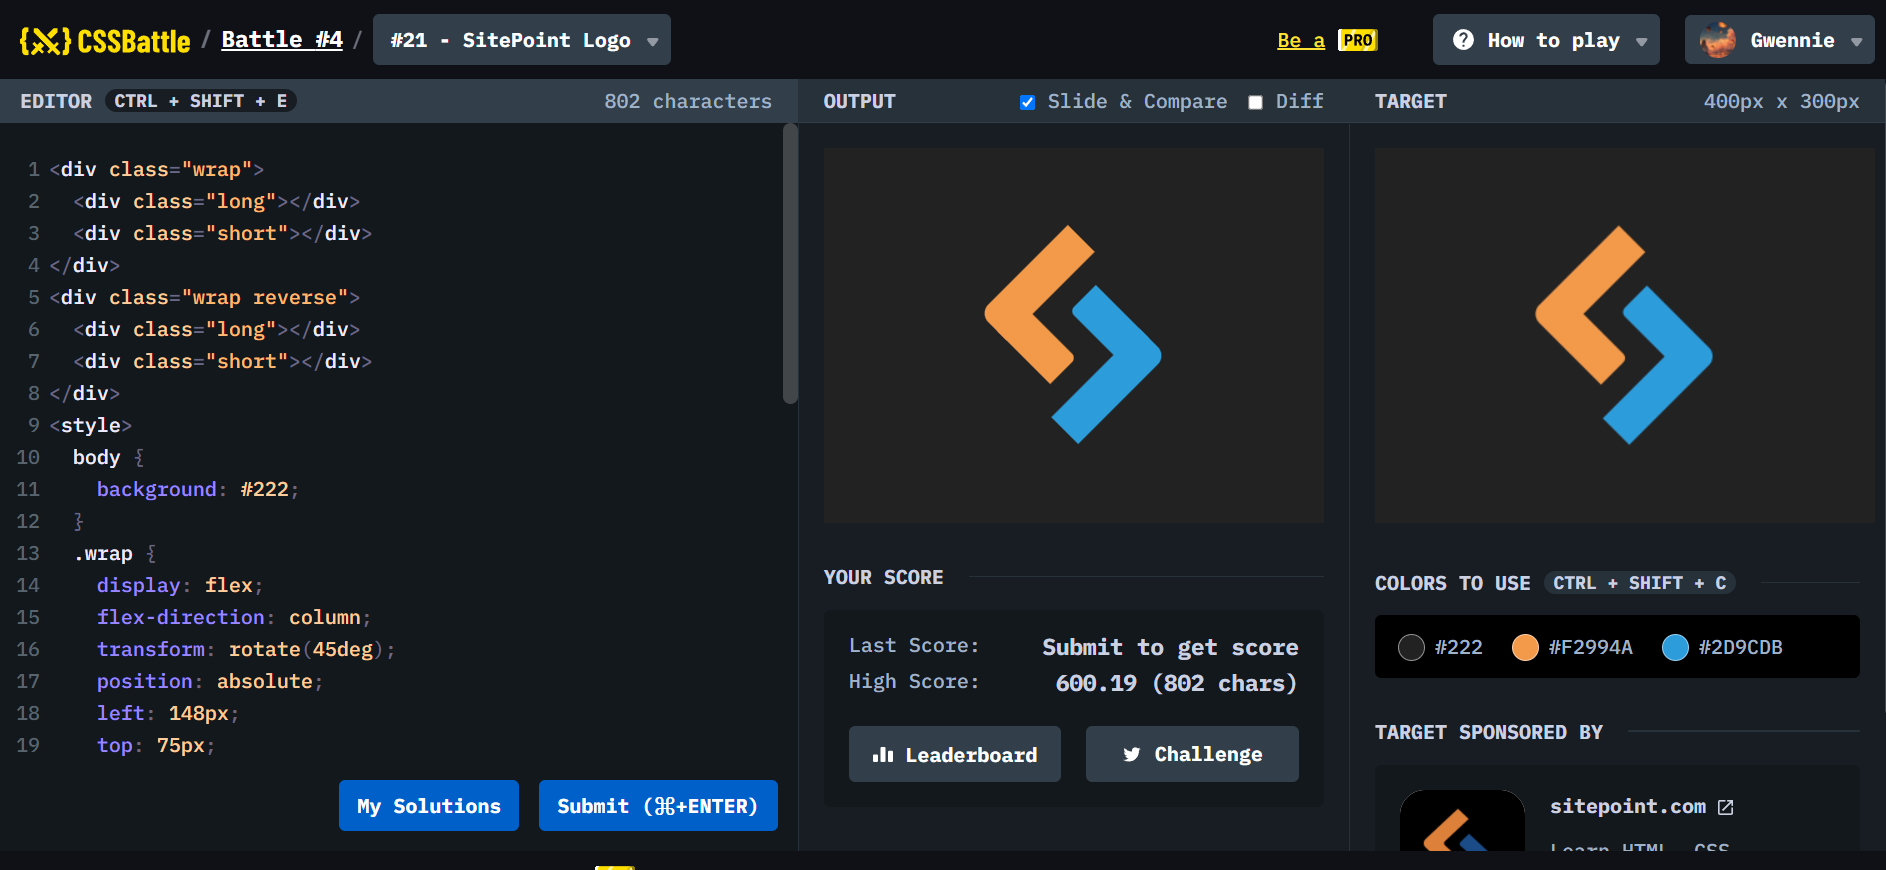 {X} CSSBattle / Battle #4 / #21 - SitePoint Logo
Be a PRO
How to play
Gwennie
EDITOR CTRL + SHIFT + E 802 characters
1 <div class="wrap">
2 <div class="long"></div>
3 <div class="short"></div>
4 </div>
5 <div class="wrap reverse">
6 <div class="long"></div>
7 <div class="short"></div>
8 </div>
9 <style>
10 body {
11 background: #222;
12 }
13 .wrap {
14 display: flex;
15 flex-direction: column;
16 transform: rotate(45deg);
17 position: absolute;
18 left: 148px;
19 top: 75px;
My Solutions
Submit (⌘+ENTER)
OUTPUT Slide & Compare Diff
YOUR SCORE
Last Score: Submit to get score
High Score: 600.19 (802 chars)
Leaderboard
Challenge
TARGET 400px x 300px
COLORS TO USE CTRL + SHIFT + C
#222 #F2994A #2D9CDB
TARGET SPONSORED BY
sitepoint.com
Learn HTML, CSS